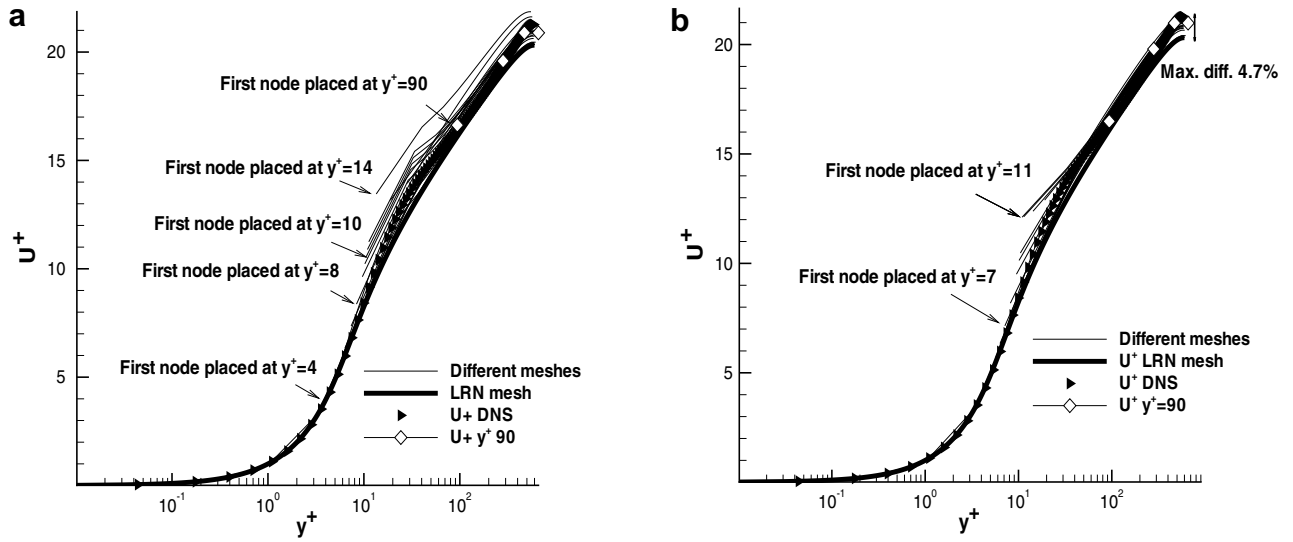 a
20
15
10
5
U+
First node placed at y+=90
First node placed at y+=14
First node placed at y+=10
First node placed at y+=8
First node placed at y+=4
Different meshes
LRN mesh
U+ DNS
U+ y+ 90
10-1
100
101
102
y+
b
20
15
10
5
U+
Max. diff. 4.7%
First node placed at y+=11
First node placed at y+=7
Different meshes
U+ LRN mesh
U+ DNS
U+ y+=90
10-1
100
101
102
y+